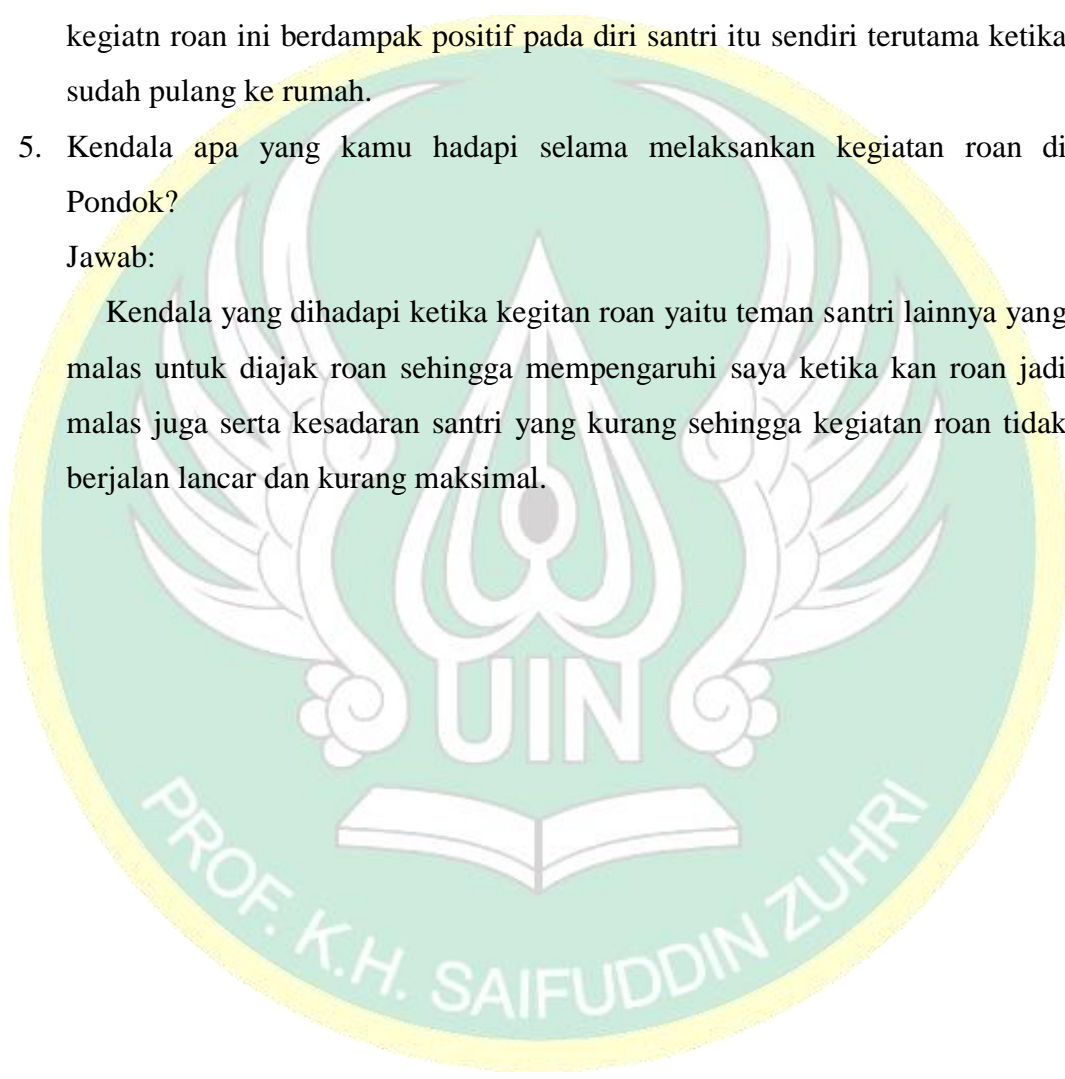 kegiatn roan ini berdampak positif pada diri santri itu sendiri terutama ketika
sudah pulang ke rumah.
5. Kendala apa yang kamu hadapi selama melaksankan kegiatan roan di
Pondok?
Jawab:
Kendala yang dihadapi ketika kegitan roan yaitu teman santri lainnya yang
malas untuk diajak roan sehingga mempengaruhi saya ketika kan roan jadi
malas juga serta kesadaran santri yang kurang sehingga kegiatan roan tidak
berjalan lancar dan kurang maksimal.
UIN
PROF. K.H. SAIFUDDIN ZUHRI